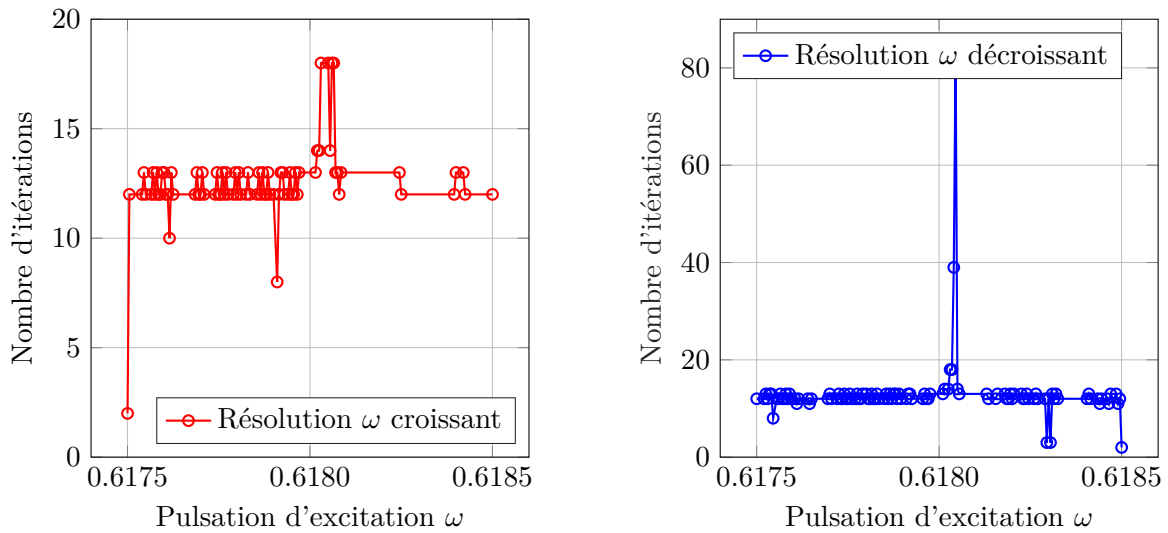 20
15
10
5
0
0.6175
0.6180
0.6185
Nombre d'itérations
Pulsation d'excitation ω
Résolution ω croissant
80
60
40
20
0
0.6175
0.6180
0.6185
Nombre d'itérations
Pulsation d'excitation ω
Résolution ω décroissant